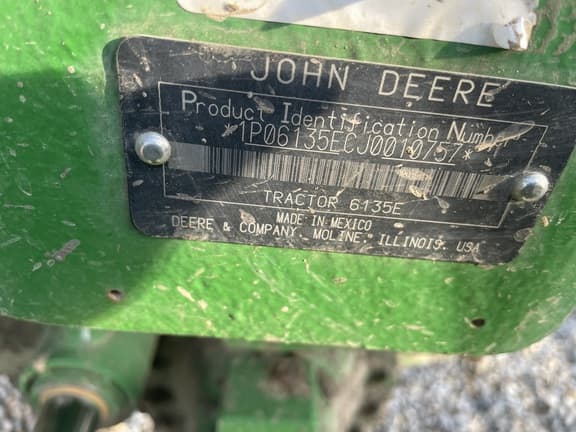 JOHN DEERE
Product Identification Number
*1P06135ECJ0010757*
TRACTOR 6135E
MADE IN MEXICO
DEERE & COMPANY MOLINE, ILLINOIS, USA